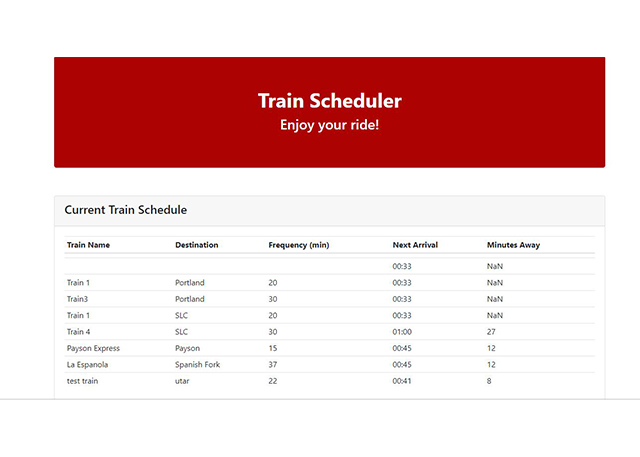 Train Scheduler
Enjoy your ride!
Current Train Schedule
Train Name Destination Frequency (min) Next Arrival Minutes Away
00:33 NaN
Train 1 Portland 20 00:33 NaN
Train3 Portland 30 00:33 NaN
Train 1 SLC 20 00:33 NaN
Train 4 SLC 30 01:00 27
Payson Express Payson 15 00:45 12
La Espanola Spanish Fork 37 00:45 12
test train utar 22 00:41 8